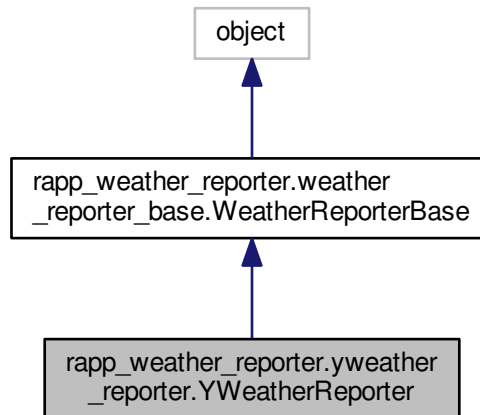 object
rapp_weather_reporter.weather
_reporter_base.WeatherReporterBase
rapp_weather_reporter.yweather
_reporter.YWeatherReporter